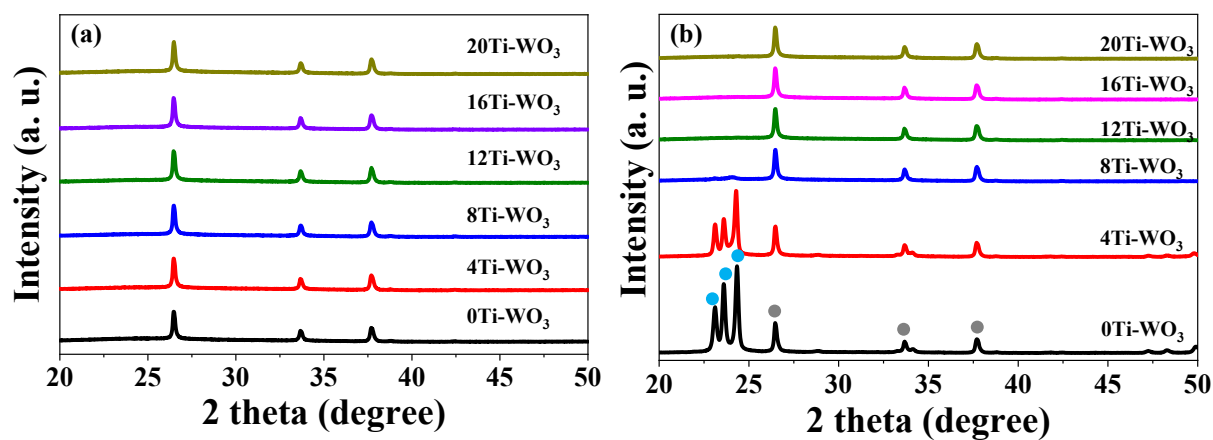 (a)
20Ti-WO₃
16Ti-WO₃
12Ti-WO₃
8Ti-WO₃
4Ti-WO₃
0Ti-WO₃
Intensity (a. u.)
20 25 30 35 40 45 50
2 theta (degree)
(b)
20Ti-WO₃
16Ti-WO₃
12Ti-WO₃
8Ti-WO₃
4Ti-WO₃
0Ti-WO₃
Intensity (a. u.)
20 25 30 35 40 45 50
2 theta (degree)